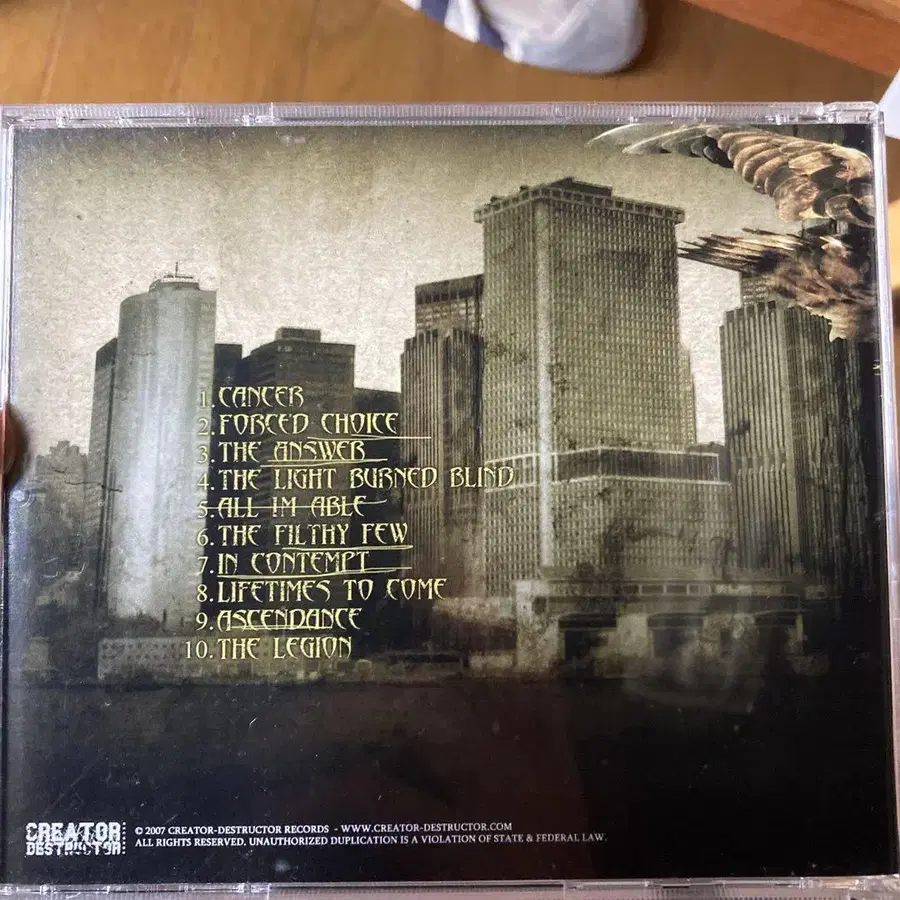 1. CANCER
2. FORCED CHOICE
3. THE ANSWER
4. THE LIGHT BURNED BLIND
5. ALL IM ABLE
6. THE FILTHY FEW
7. IN CONTEMPT
8. LIFETIMES TO COME
9. ASCENDANCE
10. THE LEGION
CREATOR
DESTRUCTOR
© 2007 CREATOR-DESTRUCTOR RECORDS - WWW.CREATOR-DESTRUCTOR.COM
ALL RIGHTS RESERVED. UNAUTHORIZED DUPLICATION IS A VIOLATION OF STATE & FEDERAL LAW.